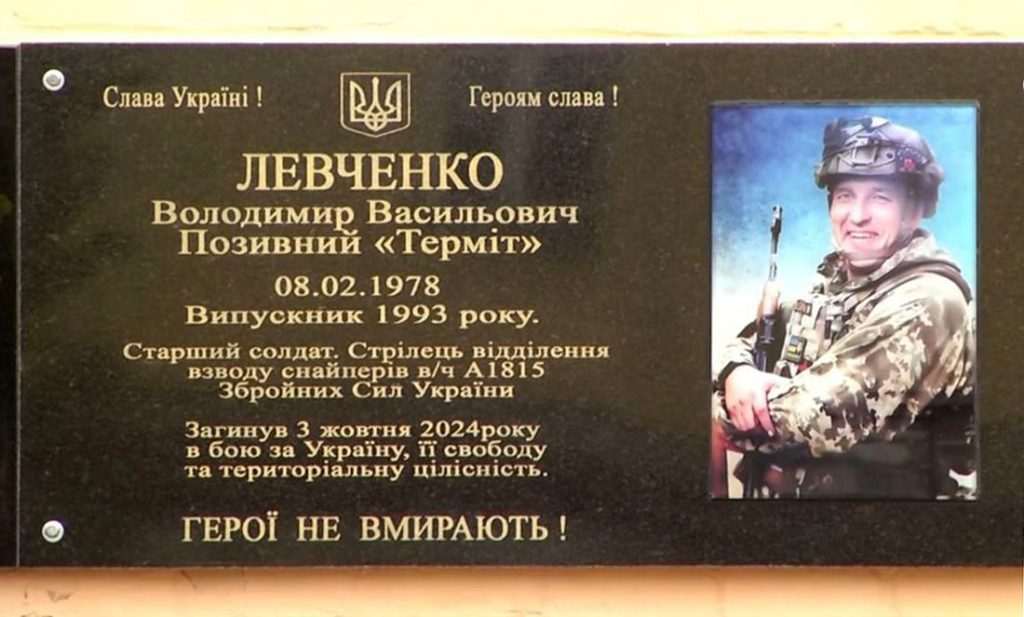 Слава Україні !
Героям слава !
ЛЕВЧЕНКО
Володимир Васильович
Позивний «Терміт»
08.02.1978
Випускник 1993 року.
Старший солдат. Стрілець відділення
взводу снайперів в/ч А1815
Збройних Сил України
Загинув 3 жовтня 2024року
в бою за Україну, її свободу
та територіальну цілісність.
ГЕРОЇ НЕ ВМИРАЮТЬ !